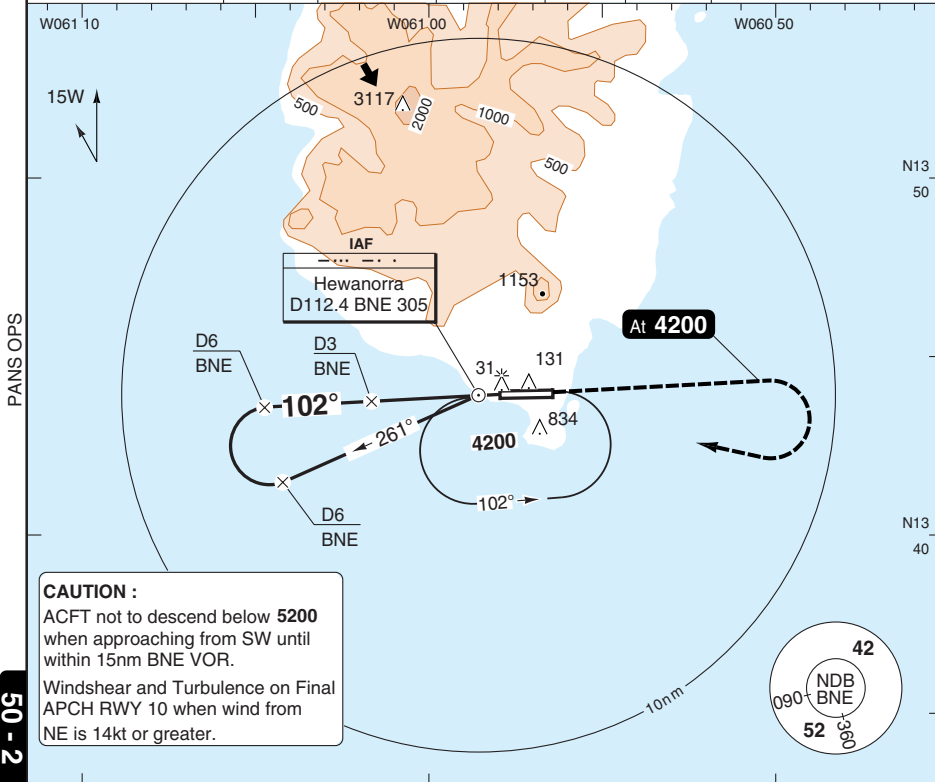 W061 10
W061 00
W060 50
15W
3117
500
2000
1000
500
N13
50
IAF
Hewanorra
D112.4 BNE 305
1153
At 4200
PANS OPS
D6
BNE
D3
BNE
31
131
102°
261°
834
4200
102°
D6
BNE
N13
40
CAUTION :
ACFT not to descend below 5200
when approaching from SW until
within 15nm BNE VOR.
Windshear and Turbulence on Final
APCH RWY 10 when wind from
NE is 14kt or greater.
10nm
42
NDB
BNE
090
52
360
50 - 2